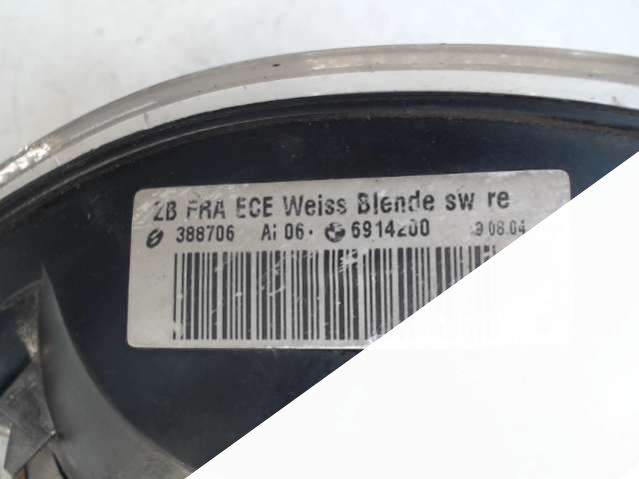 ZB FRA ECE Weiss Blende sw re
388706 AI 06· 6914200 9.08.04